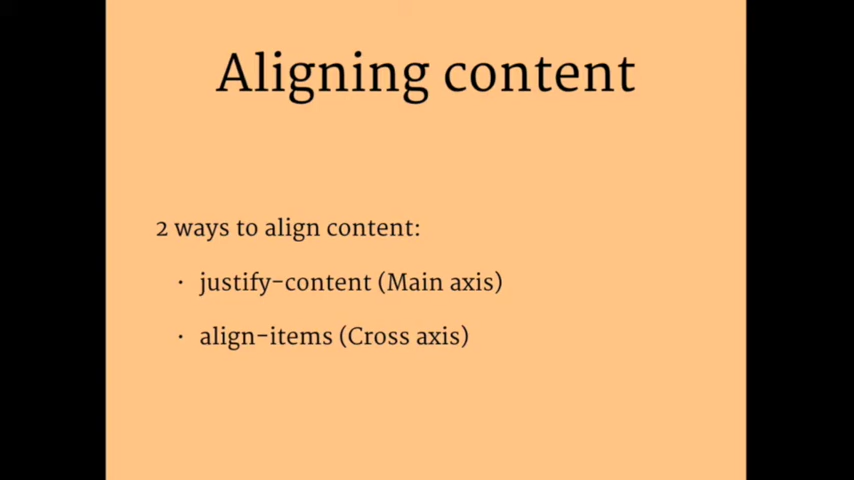 Aligning content
2 ways to align content:
· justify-content (Main axis)
· align-items (Cross axis)